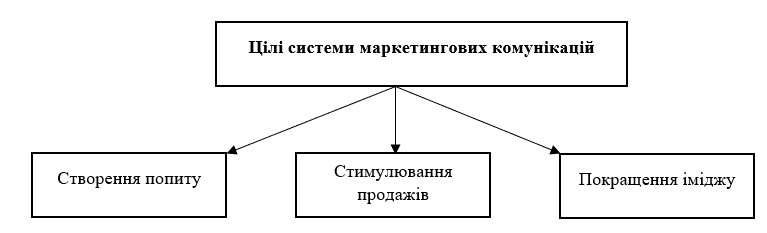 Цілі системи маркетингових комунікацій
Створення попиту
Стимулювання
продажів
Покращення іміджу